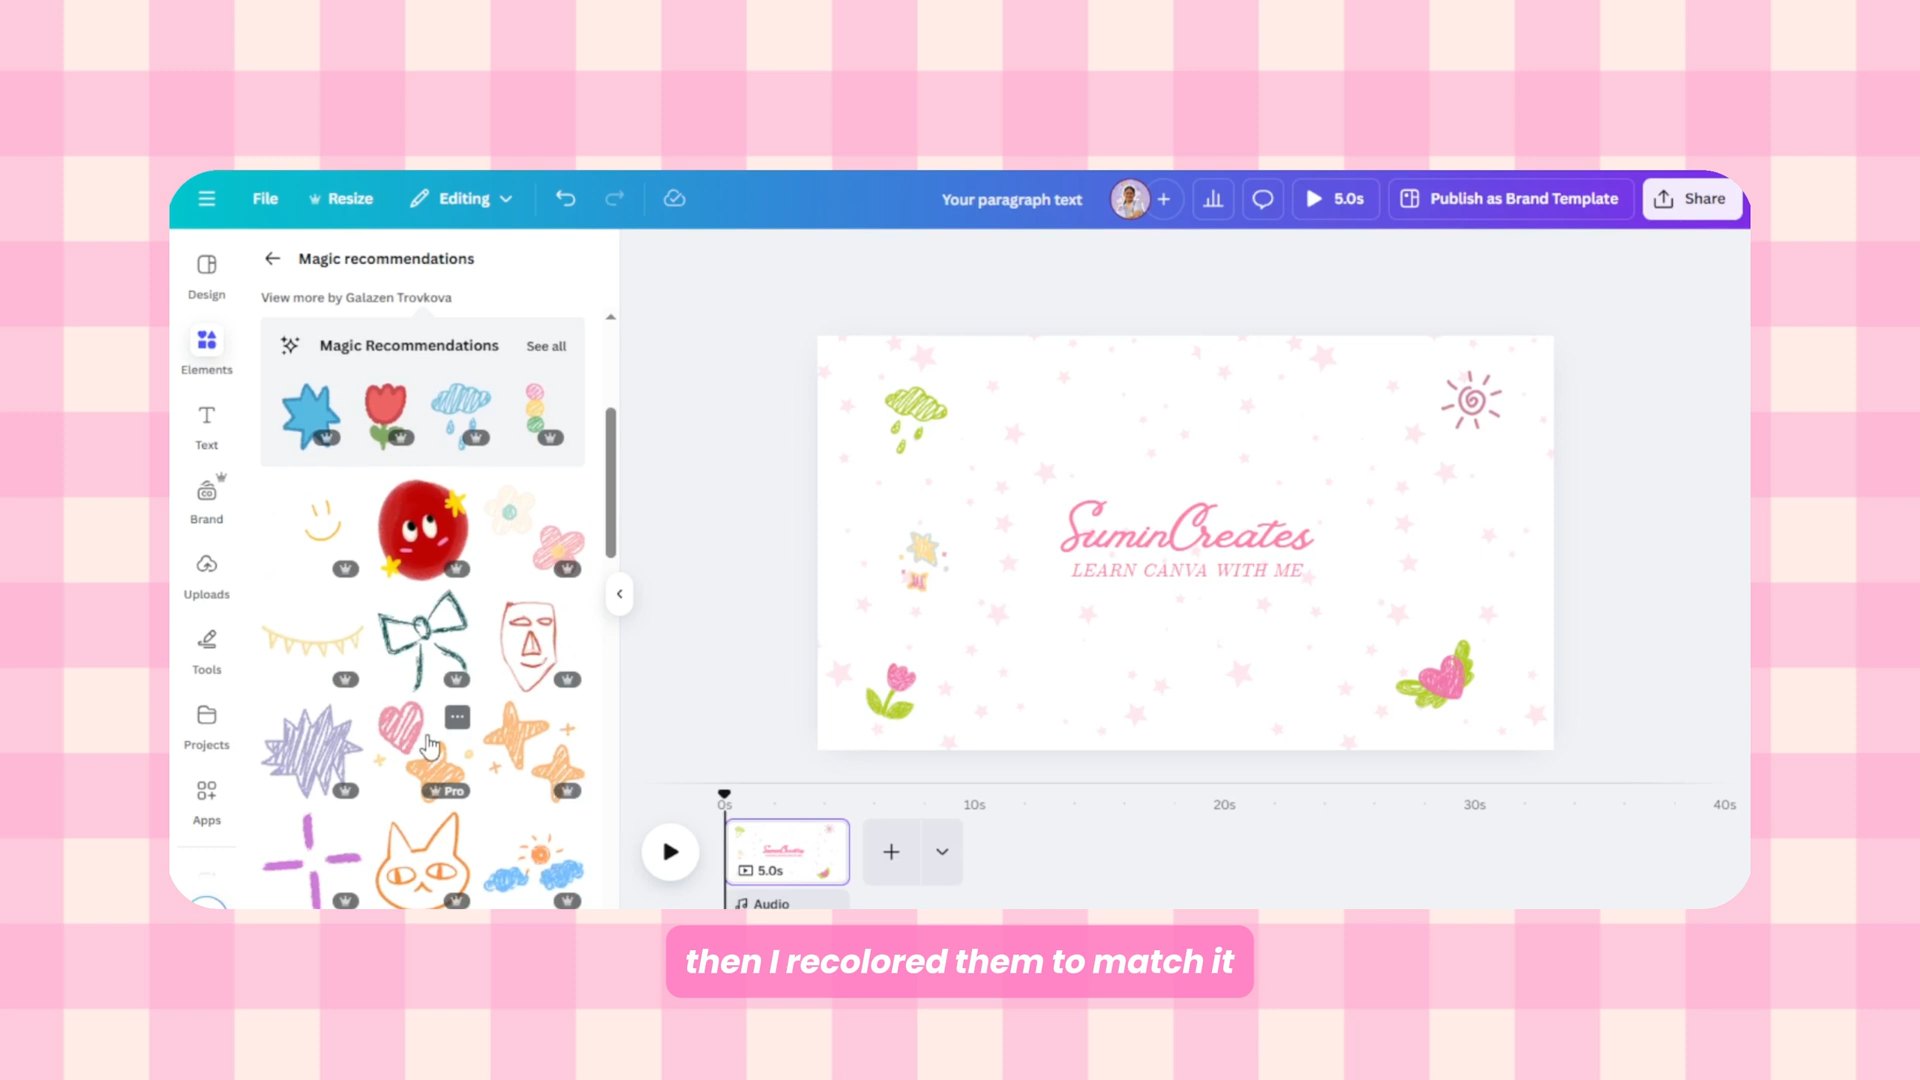 File
Resize
Editing
Your paragraph text
5.0s
Publish as Brand Template
Share
Design
Elements
Text
Brand
Uploads
Tools
Projects
Apps
Magic recommendations
View more by Galazen Trovkova
Magic Recommendations
See all
Pro
SuminCreates
LEARN CANVA WITH ME
0s
10s
20s
30s
40s
SuminCreates
5.0s
Audio
then I recolored them to match it